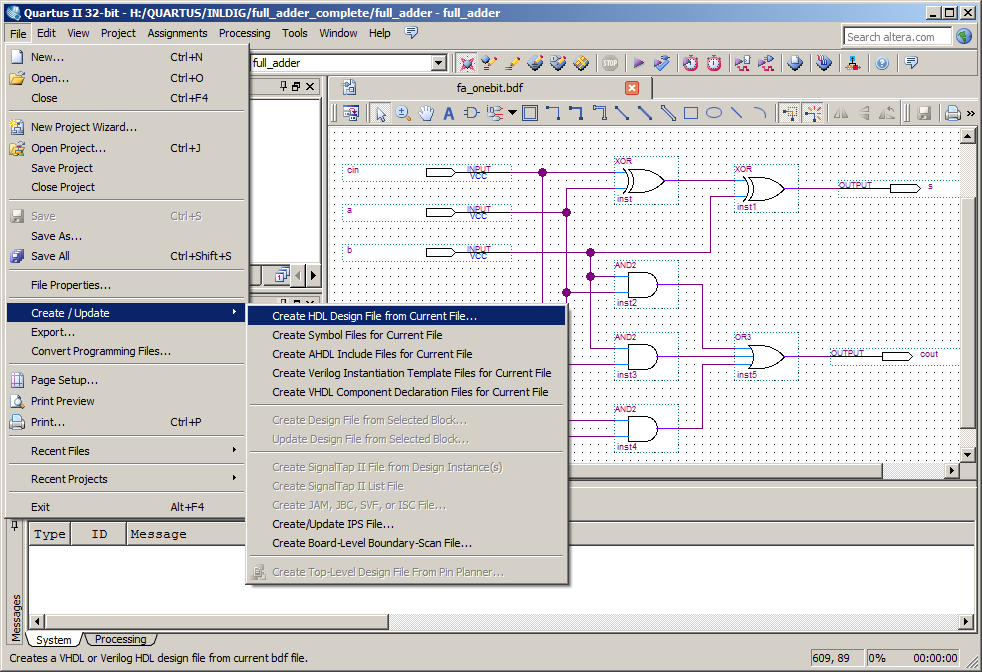 Quartus II 32-bit - H:/QUARTUS/INLDIG/full_adder_complete/full_adder - full_adder
File Edit View Project Assignments Processing Tools Window Help
Search altera.com
full_adder
STOP
fa_onebit.bdf
New... Ctrl+N
Open... Ctrl+O
Close Ctrl+F4
New Project Wizard...
Open Project... Ctrl+J
Save Project
Close Project
Save Ctrl+S
Save As...
Save All Ctrl+Shift+S
File Properties...
Create / Update
Export...
Convert Programming Files...
Page Setup...
Print Preview
Print... Ctrl+P
Recent Files
Recent Projects
Exit Alt+F4
Create HDL Design File from Current File...
Create Symbol Files for Current File
Create AHDL Include Files for Current File
Create Verilog Instantiation Template Files for Current File
Create VHDL Component Declaration Files for Current File
Create Design File from Selected Block...
Update Design File from Selected Block...
Create SignalTap II File from Design Instance(s)
Create SignalTap II List File
Create JAM, JBC, SVF, or ISC File...
Create/Update IPS File...
Create Board-Level Boundary-Scan File...
Create Top-Level Design File From Pin Planner...
cin INPUT
VCC
a INPUT
VCC
b INPUT
VCC
XOR
inst
XOR
inst1
OUTPUT s
AND2
inst2
AND2
inst3
AND2
inst4
OR3
inst5
OUTPUT cout
Type ID Message
Messages
System Processing
Creates a VHDL or Verilog HDL design file from current bdf file.
609, 89 0% 00:00:00